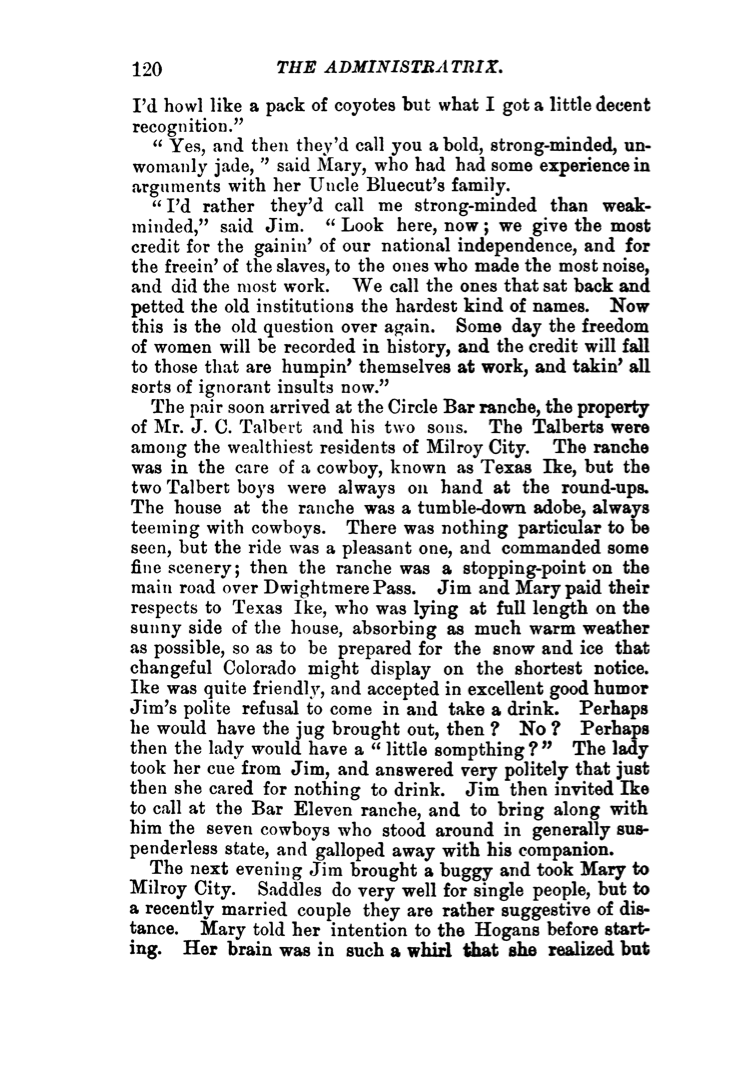 120 THE ADMINISTRATRIX.
I'd howl like a pack of coyotes but what I got a little decent
recognition."
" Yes, and then they'd call you a bold, strong-minded, un-
womanly jade, " said Mary, who had had some experience in
arguments with her Uncle Bluecut's family.
" I'd rather they'd call me strong-minded than weak-
minded," said Jim. " Look here, now ; we give the most
credit for the gainin' of our national independence, and for
the freein' of the slaves, to the ones who made the most noise,
and did the most work. We call the ones that sat back and
petted the old institutions the hardest kind of names. Now
this is the old question over again. Some day the freedom
of women will be recorded in history, and the credit will fall
to those that are humpin' themselves at work, and takin' all
sorts of ignorant insults now."
The pair soon arrived at the Circle Bar ranche, the property
of Mr. J. C. Talbert and his two sons. The Talberts were
among the wealthiest residents of Milroy City. The ranche
was in the care of a cowboy, known as Texas Ike, but the
two Talbert boys were always on hand at the round-ups.
The house at the ranche was a tumble-down adobe, always
teeming with cowboys. There was nothing particular to be
seen, but the ride was a pleasant one, and commanded some
fine scenery; then the ranche was a stopping-point on the
main road over Dwightmere Pass. Jim and Mary paid their
respects to Texas Ike, who was lying at full length on the
sunny side of the house, absorbing as much warm weather
as possible, so as to be prepared for the snow and ice that
changeful Colorado might display on the shortest notice.
Ike was quite friendly, and accepted in excellent good humor
Jim's polite refusal to come in and take a drink. Perhaps
he would have the jug brought out, then ? No ? Perhaps
then the lady would have a " little sompthing ? " The lady
took her cue from Jim, and answered very politely that just
then she cared for nothing to drink. Jim then invited Ike
to call at the Bar Eleven ranche, and to bring along with
him the seven cowboys who stood around in generally sus-
penderless state, and galloped away with his companion.
The next evening Jim brought a buggy and took Mary to
Milroy City. Saddles do very well for single people, but to
a recently married couple they are rather suggestive of dis-
tance. Mary told her intention to the Hogans before start-
ing. Her brain was in such a whirl that she realized but